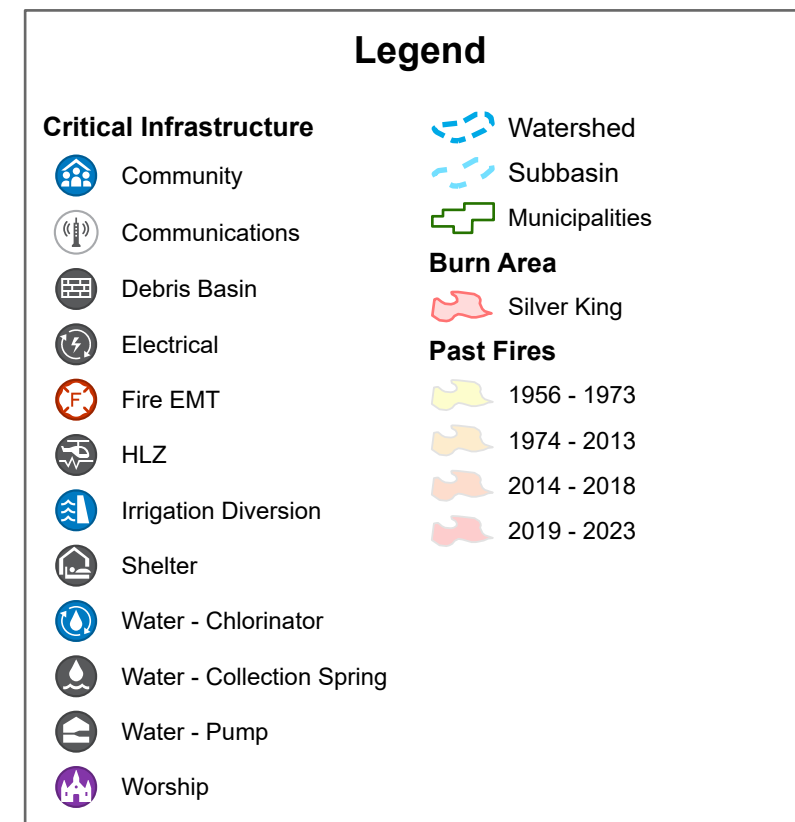 Legend
Critical Infrastructure
Community
Communications
Debris Basin
Electrical
F
Fire EMT
HLZ
Irrigation Diversion
Shelter
Water - Chlorinator
Water - Collection Spring
Water - Pump
Worship
Watershed
Subbasin
Municipalities
Burn Area
Silver King
Past Fires
1956 - 1973
1974 - 2013
2014 - 2018
2019 - 2023